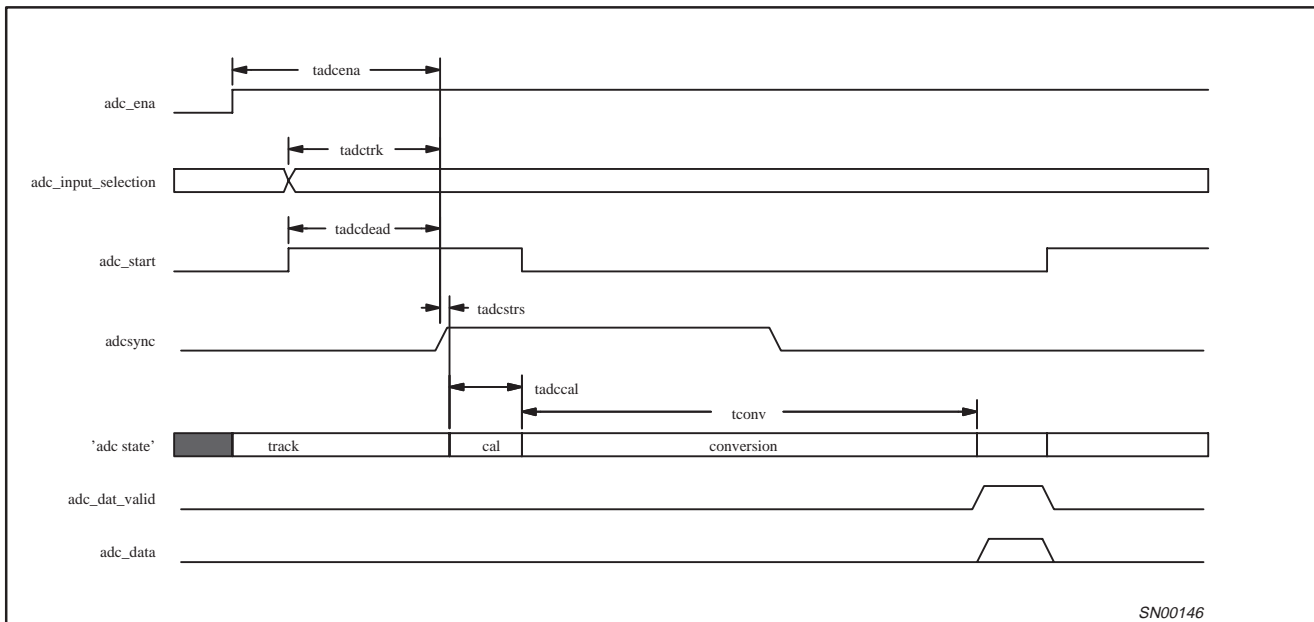 tadcena
adc_ena
tadctrk
adc_input_selection
tadcdead
adc_start
tadcstrs
adcsync
tadccal
tconv
'adc state'
track
cal
conversion
adc_dat_valid
adc_data
SN00146